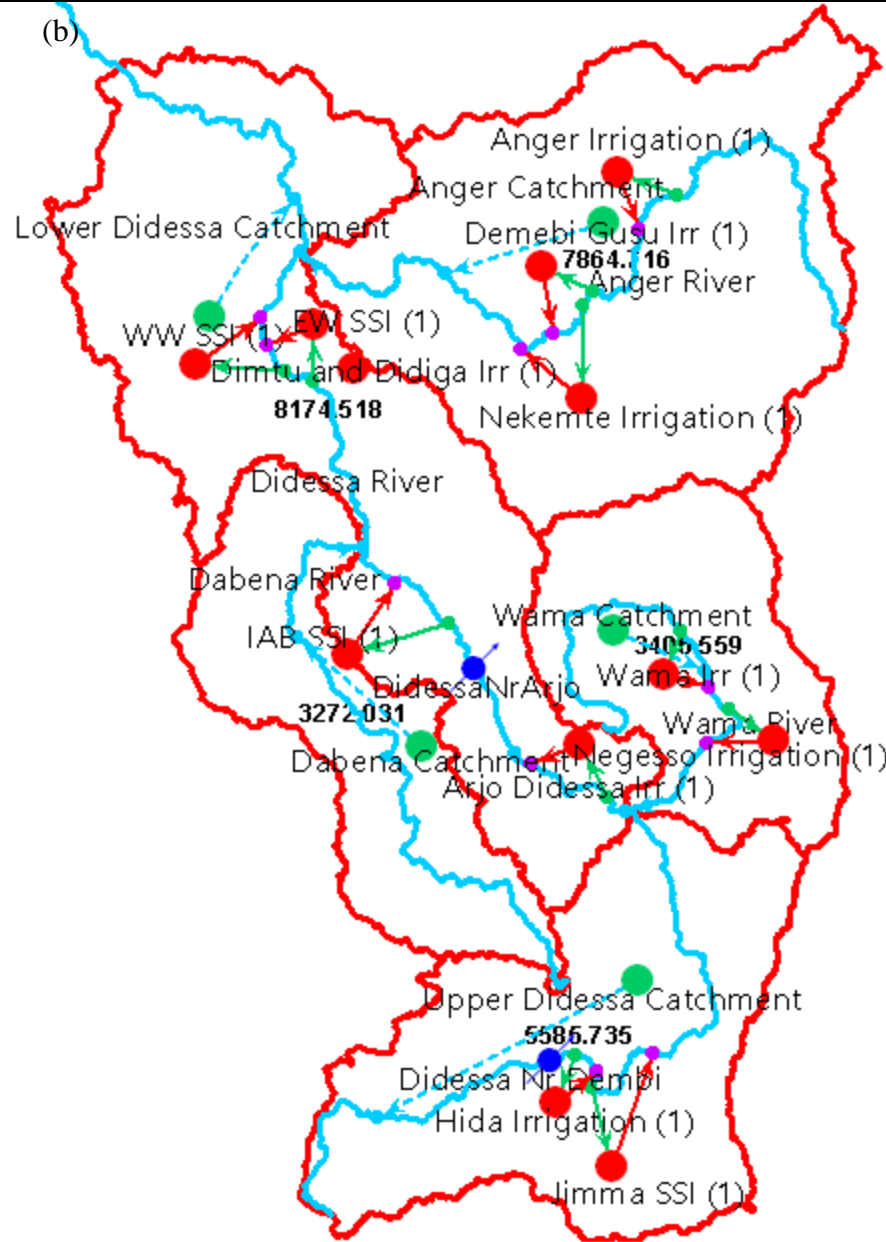 (b)
Anger Irrigation (1)
Anger Catchment
Lower Didessa Catchment
Demebi Gusu Irr (1)
7864.716
Anger River
WW SSI (1)
EW SSI (1)
Dimtu and Didiga Irr (1)
8174.518
Nekemte Irrigation (1)
Didessa River
Dabena River
Wama Catchment
IAB SSI (1)
3405.559
Wama Irr (1)
DidessaNrArjo
3272.031
Wama River
Dabena Catchment
Negesso Irrigation (1)
Arjo Didessa Irr (1)
Upper Didessa Catchment
5585.735
Didessa Nr Dembi
Hida Irrigation (1)
Jimma SSI (1)